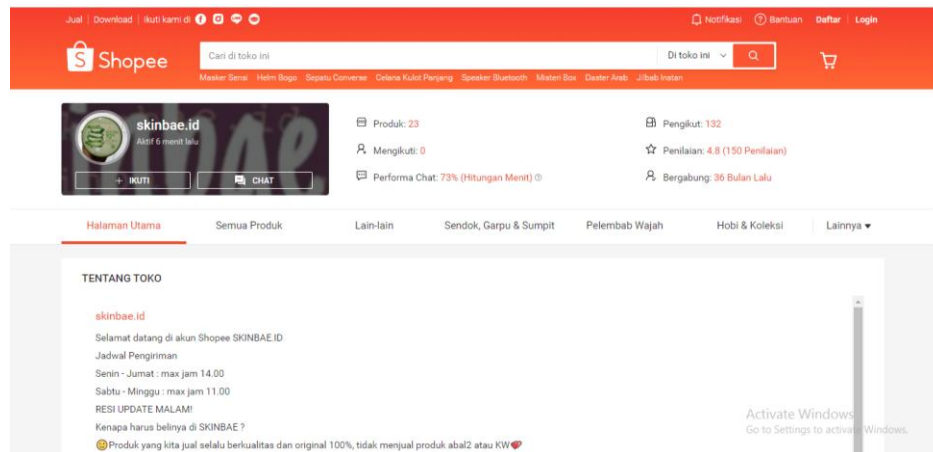 Jual | Download | Ikuti kami di
Notifikasi Bantuan Daftar | Login
Shopee
Cari di toko ini
Di toko ini
Masker Sensi Helm Bogo Sepatu Converse Celana Kulot Panjang Speaker Bluetooth Misten Box Daster Arab Jilbab Instan
skinbae.id
Aktif 6 menit lalu
+ IKUTI
CHAT
Produk: 23
Pengikut: 132
Mengikuti: 0
Penilaian: 4.8 (150 Penilaian)
Performa Chat: 73% (Hitungan Menit)
Bergabung: 36 Bulan Lalu
Halaman Utama Semua Produk Lain-lain Sendok, Garpu & Sumpit Pelembab Wajah Hobi & Koleksi Lainnya
TENTANG TOKO
skinbae.id
Selamat datang di akun Shopee SKINBAE.ID
Jadwal Pengiriman
Senin - Jumat : max jam 14.00
Sabtu - Minggu : max jam 11.00
RESI UPDATE MALAM!
Kenapa harus belinya di SKINBAE ?
Produk yang kita jual selalu berkualitas dan original 100%, tidak menjual produk abal2 atau KW
Activate Windows
Go to Settings to activate Windows.